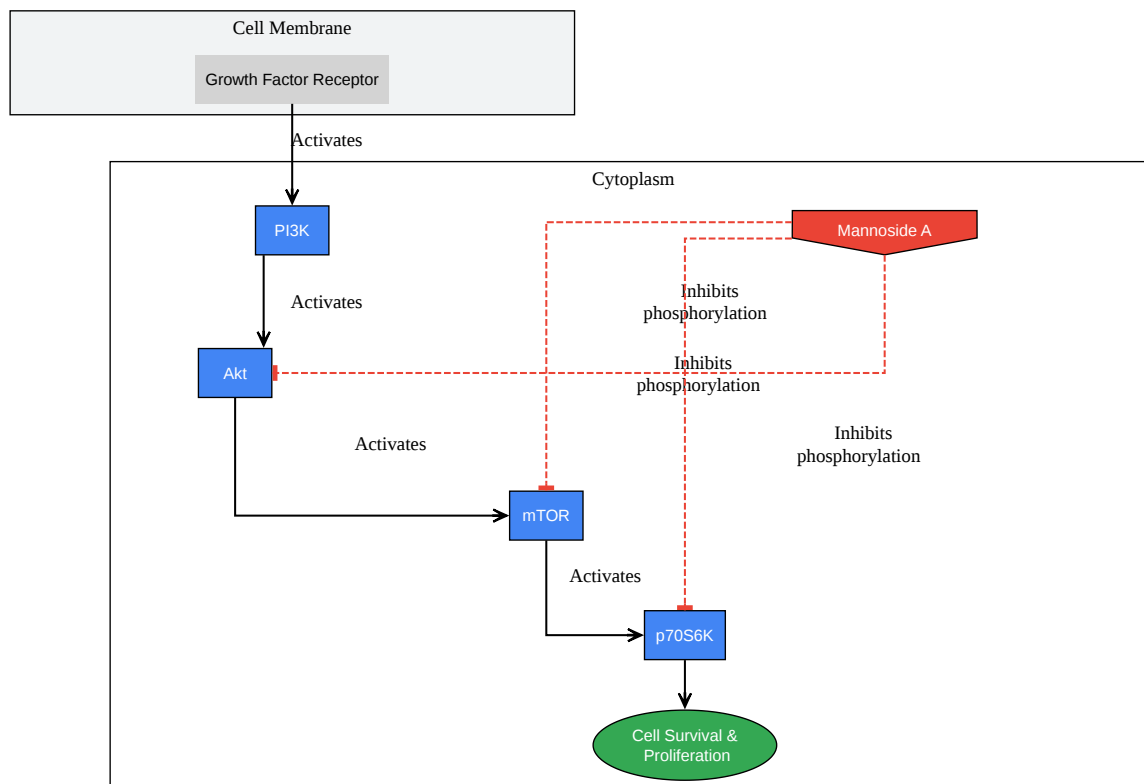 Cell Membrane
Growth Factor Receptor
Activates
Cytoplasm
PI3K
Mannoside A
Activates
Inhibits
phosphorylation
Akt
Inhibits
phosphorylation
Activates
Inhibits
phosphorylation
mTOR
Activates
p70S6K
Cell Survival &
Proliferation